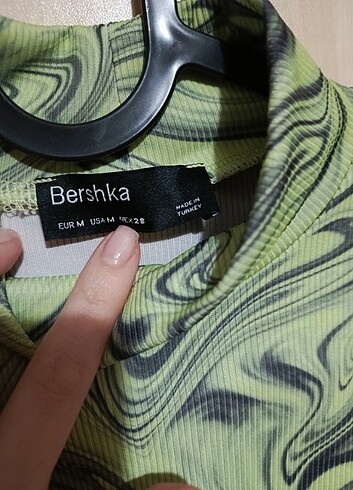 Bershka
EUR M USA M MEX 28
MADE IN
TURKEY